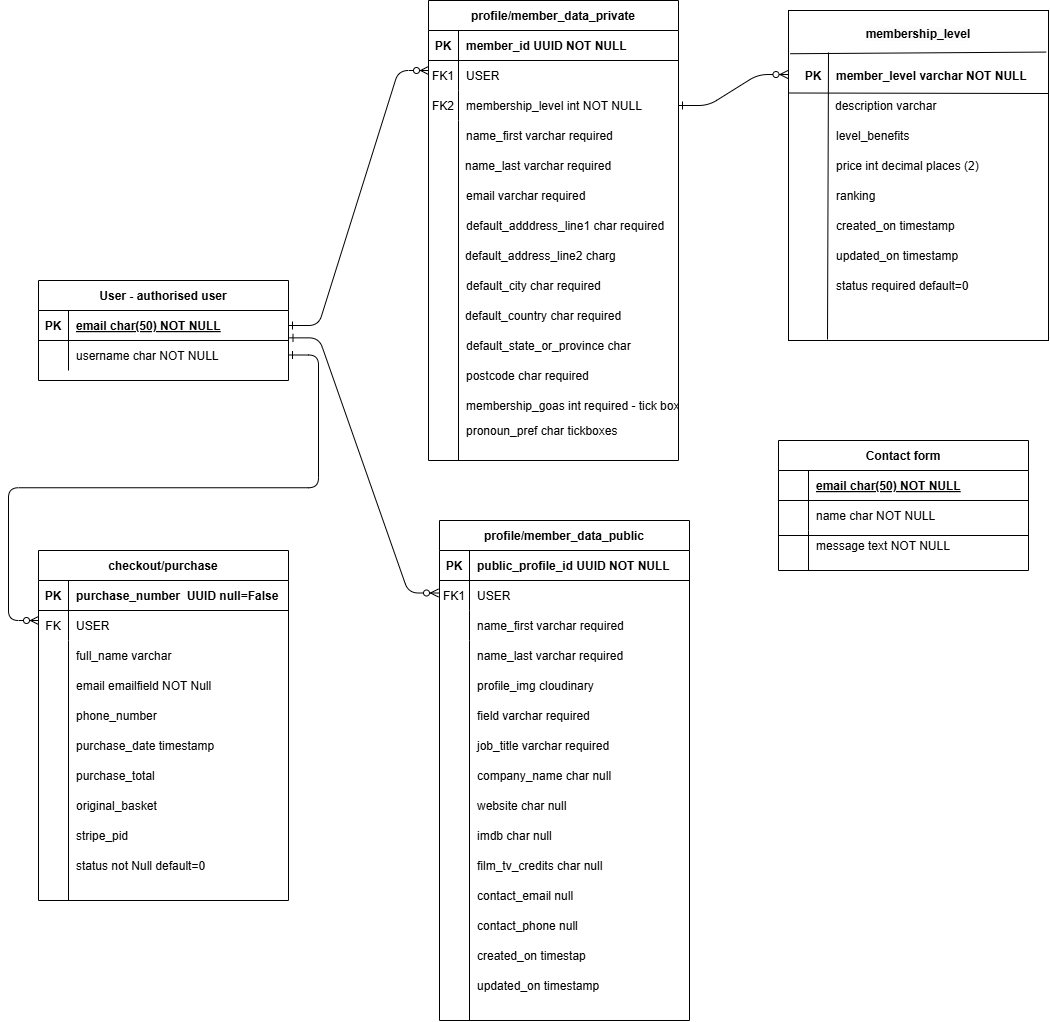 profile/member_data_private
PK member_id UUID NOT NULL
FK1 USER
FK2 membership_level int NOT NULL
name_first varchar required
name_last varchar required
email varchar required
default_adddress_line1 char required
default_address_line2 charg
default_city char required
default_country char required
default_state_or_province char
postcode char required
membership_goas int required - tick box
pronoun_pref char tickboxes
membership_level
PK member_level varchar NOT NULL
description varchar
level_benefits
price int decimal places (2)
ranking
created_on timestamp
updated_on timestamp
status required default=0
User - authorised user
PK email char(50) NOT NULL
username char NOT NULL
Contact form
email char(50) NOT NULL
name char NOT NULL
message text NOT NULL
checkout/purchase
PK purchase_number UUID null=False
FK USER
full_name varchar
email emailfield NOT Null
phone_number
purchase_date timestamp
purchase_total
original_basket
stripe_pid
status not Null default=0
profile/member_data_public
PK public_profile_id UUID NOT NULL
FK1 USER
name_first varchar required
name_last varchar required
profile_img cloudinary
field varchar required
job_title varchar required
company_name char null
website char null
imdb char null
film_tv_credits char null
contact_email null
contact_phone null
created_on timestap
updated_on timestamp